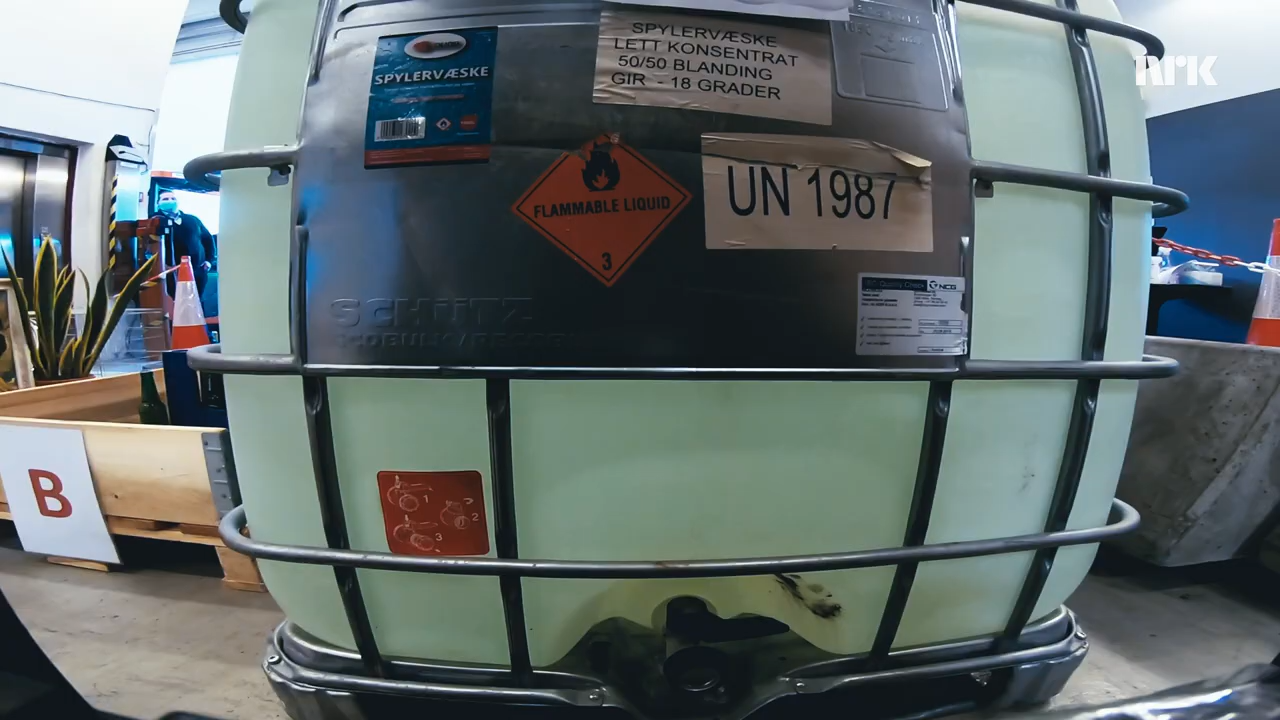 nrk
SPYLERVÆSKE
SPYLERVÆSKE
LETT KONSENTRAT
50/50 BLANDING
GIR - 18 GRADER
FLAMMABLE LIQUID
3
UN 1987
SCHÜTZ
NCG
B
1
2
3